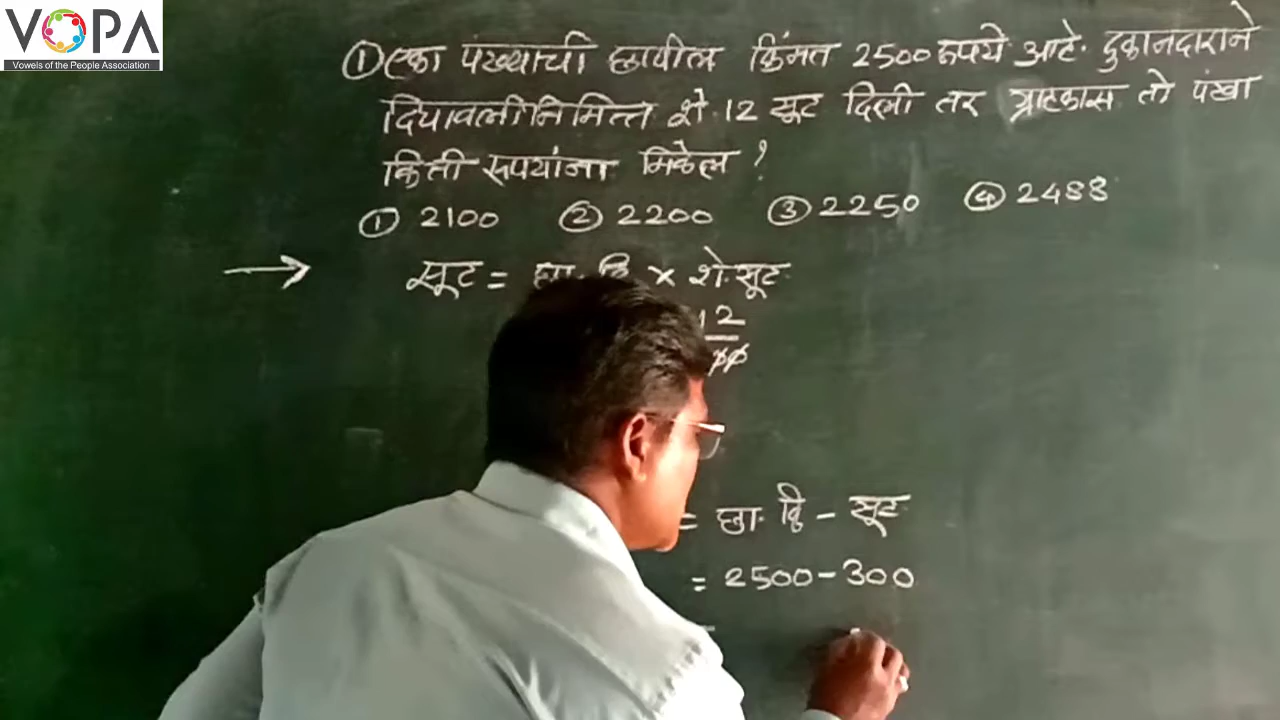 VOPA
Vowels of the People Association
① एका पंख्याची छापील किंमत 2500 रुपये आहे. दुकानदाराने
दिपावलीनिमित्त शे. 12 सूट दिली तर ग्राहकास तो पंखा
किती रुपयांना मिळेल ?
① 2100 ② 2200 ③ 2250 ④ 2488
→ सूट = छा. किं × शे. सूट
12
= छा. किं - सूट
= 2500 - 300